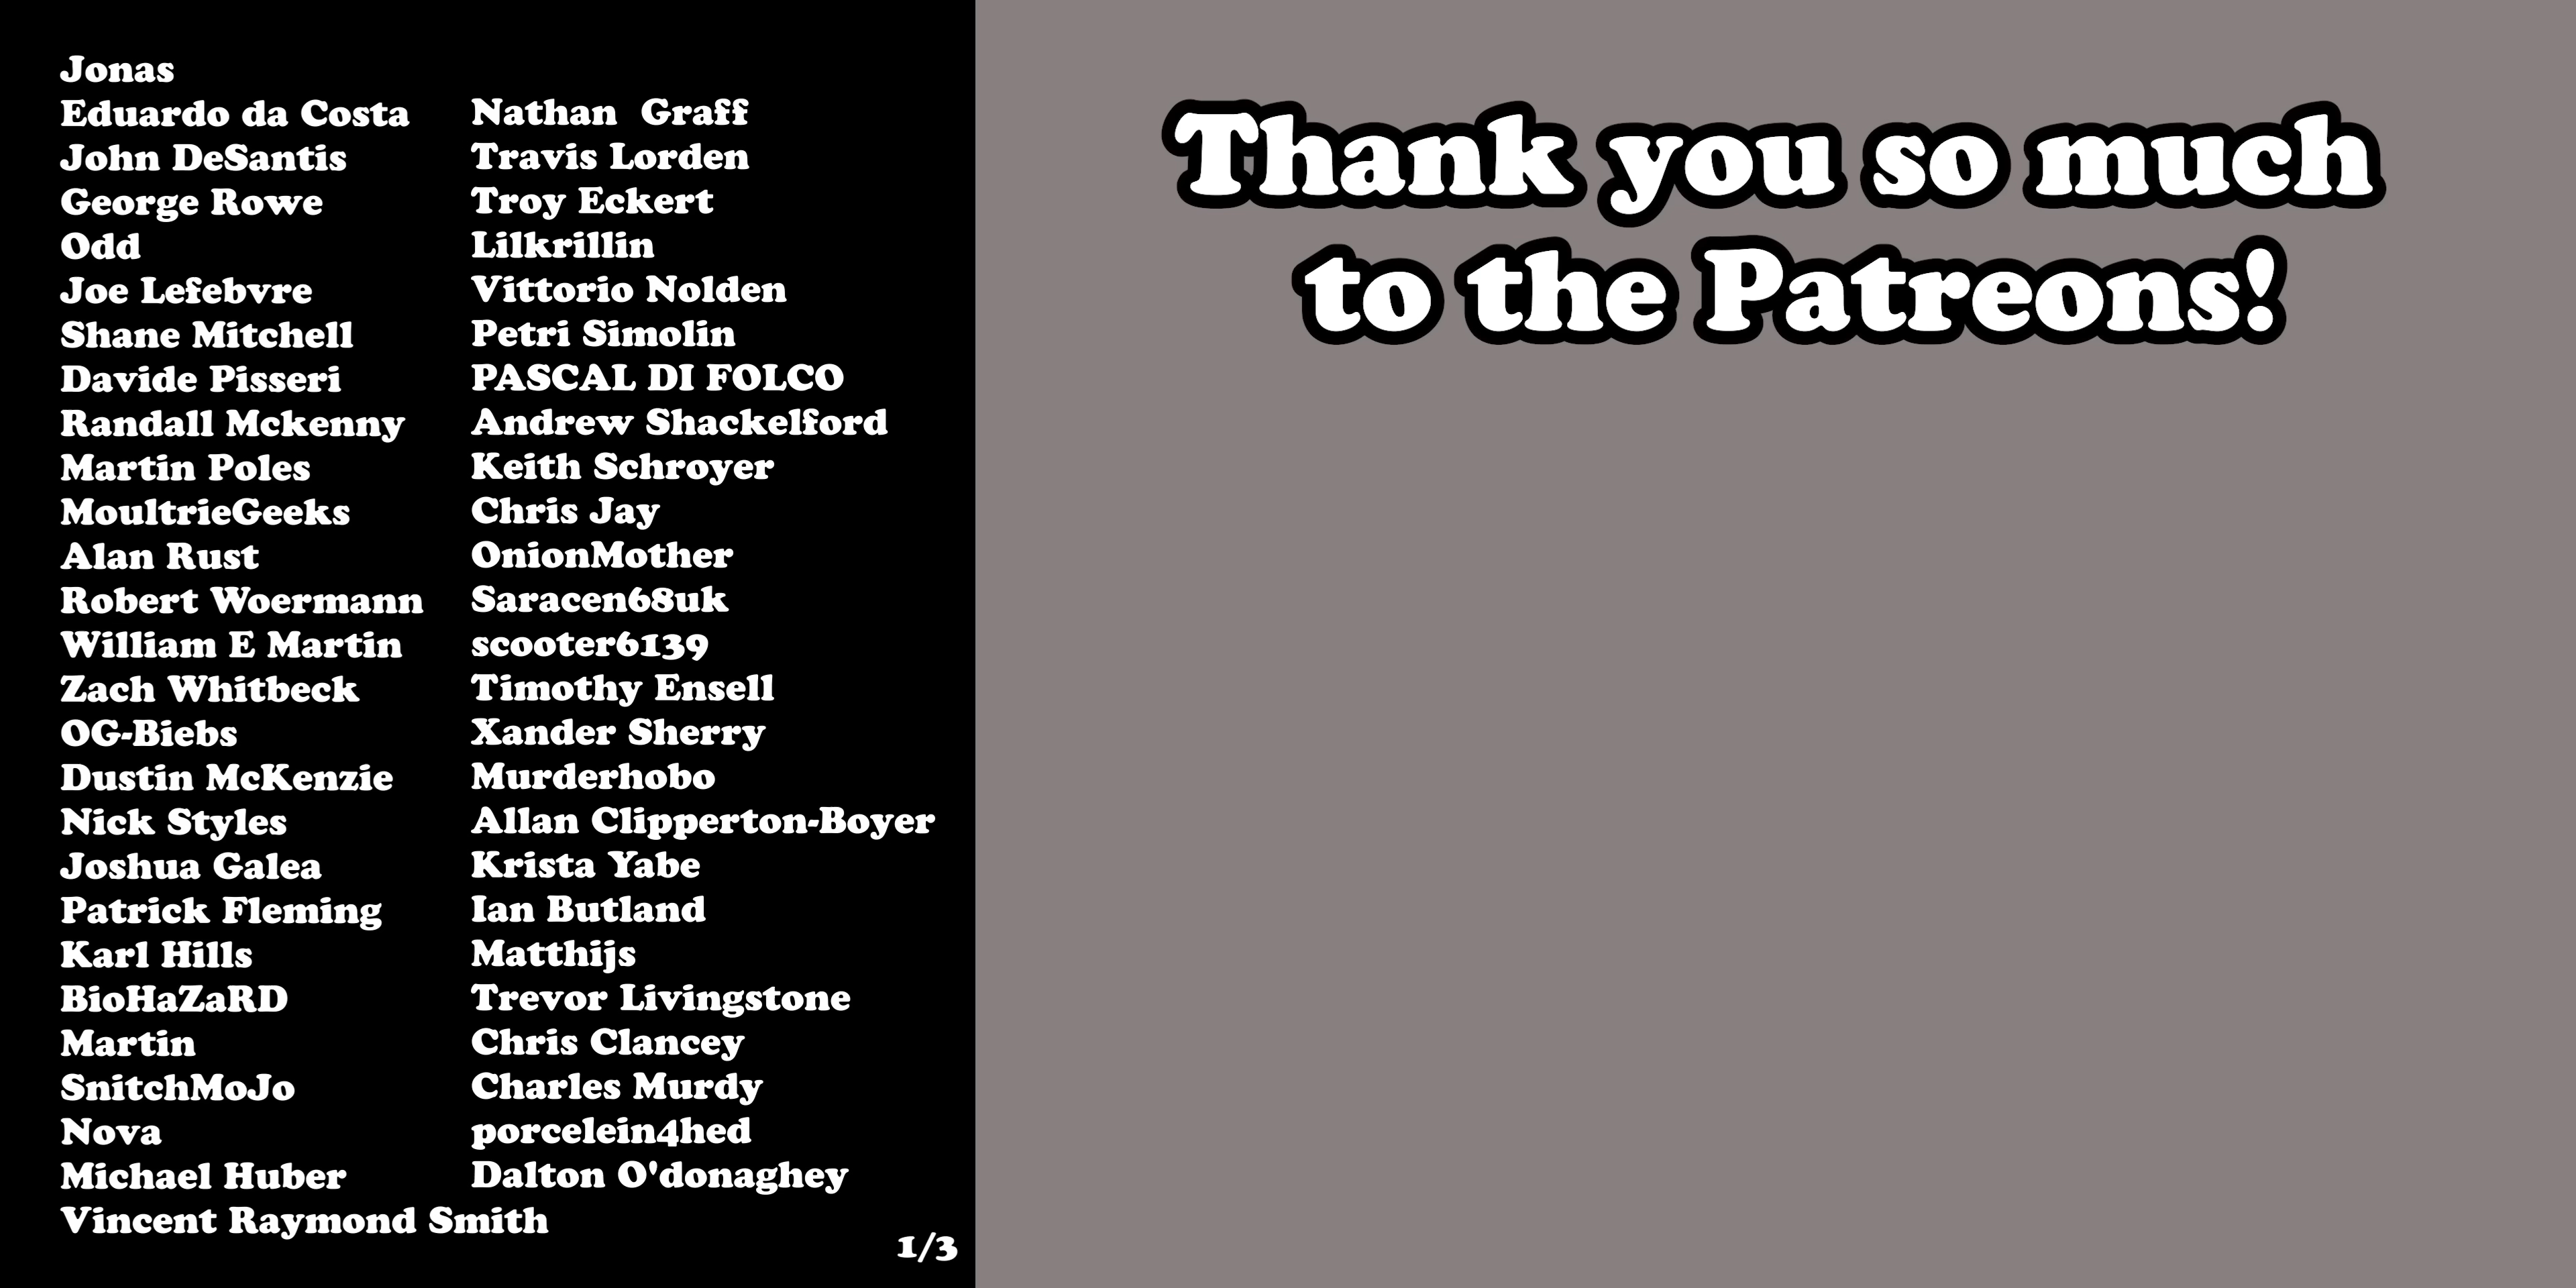 Jonas
Eduardo da Costa
John DeSantis
George Rowe
Odd
Joe Lefebvre
Shane Mitchell
Davide Pisseri
Randall Mckenny
Martin Poles
MoultrieGeeks
Alan Rust
Robert Woermann
William E Martin
Zach Whitbeck
OG-Biebs
Dustin McKenzie
Nick Styles
Joshua Galea
Patrick Fleming
Karl Hills
BioHaZaRD
Martin
SnitchMoJo
Nova
Michael Huber
Vincent Raymond Smith
Nathan  Graff
Travis Lorden
Troy Eckert
Lilkrillin
Vittorio Nolden
Petri Simolin
PASCAL DI FOLCO
Andrew Shackelford
Keith Schroyer
Chris Jay
OnionMother
Saracen68uk
scooter6139
Timothy Ensell
Xander Sherry
Murderhobo
Allan Clipperton-Boyer
Krista Yabe
Ian Butland
Matthijs
Trevor Livingstone
Chris Clancey
Charles Murdy
porcelein4hed
Dalton O'donaghey
1/3
Thank you so much
to the Patreons!